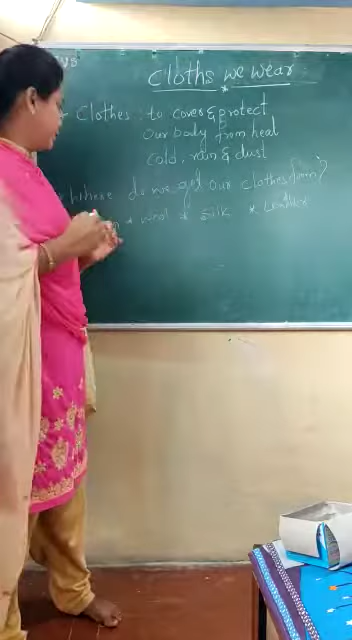 Cloths we wear
Clothes : to cover & protect
Our body from heat
cold, rain & dust
* Where do we get our clothes from?
* wool * silk * Leather